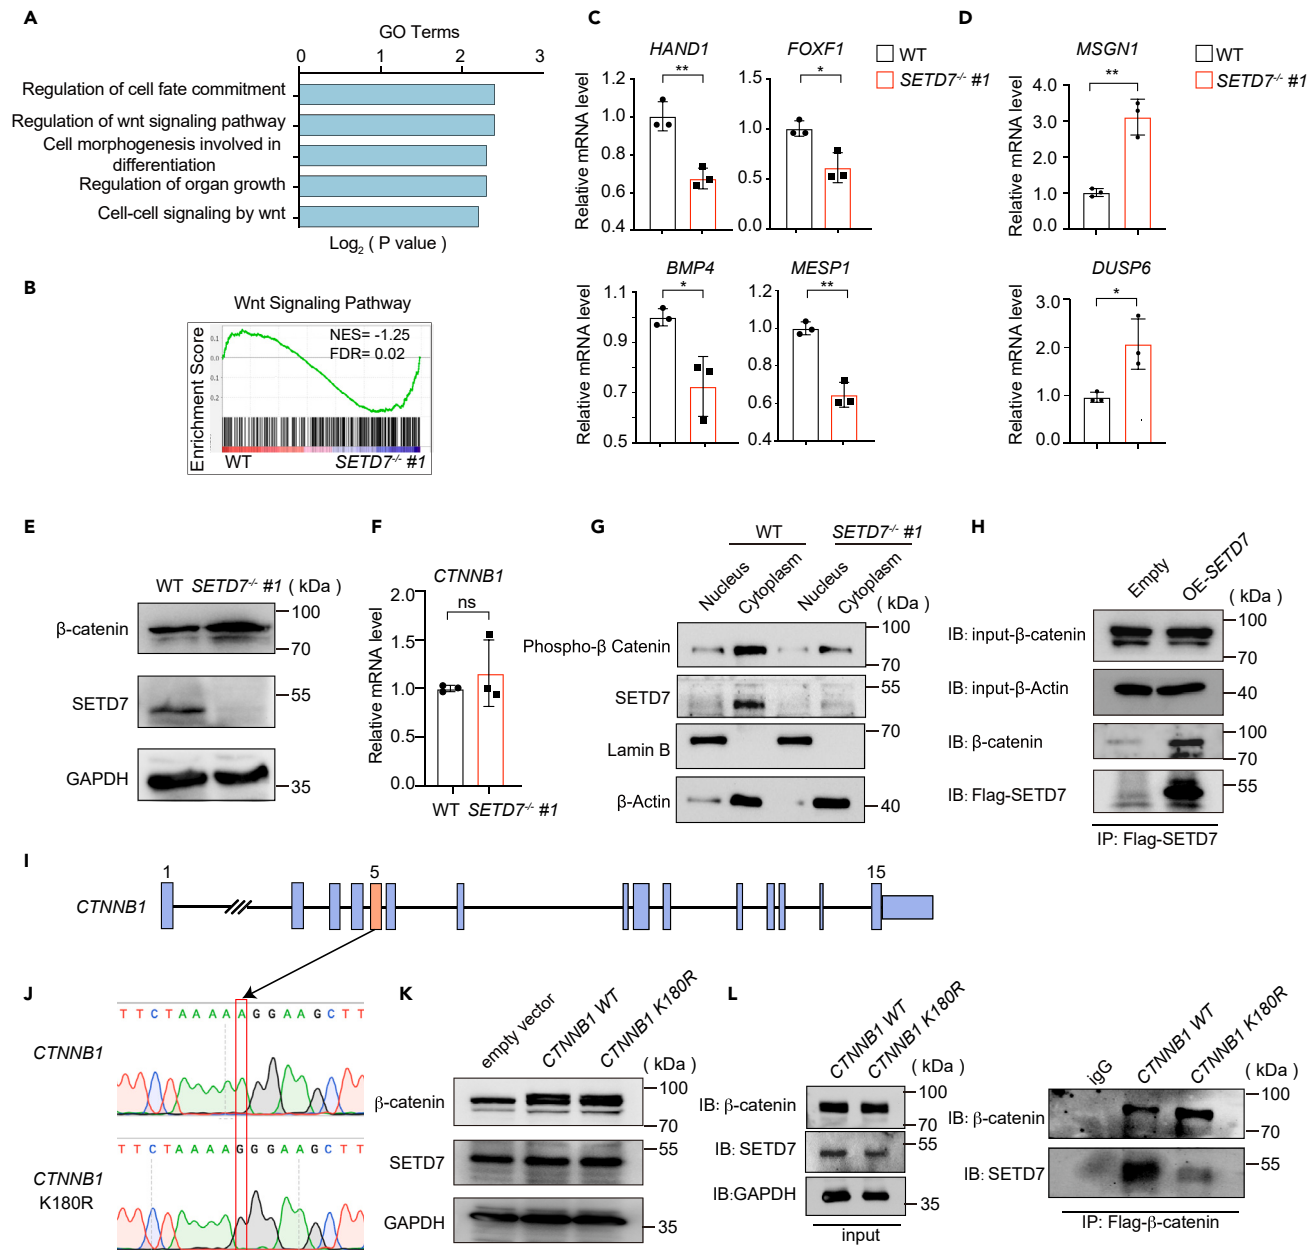 A
GO Terms
0 1 2 3
Regulation of cell fate commitment
Regulation of wnt signaling pathway
Cell morphogenesis involved in
differentiation
Regulation of organ growth
Cell-cell signaling by wnt
Log2 ( P value )
B
Wnt Signaling Pathway
NES= -1.25
FDR= 0.02
Enrichment Score
0.1
0.0
0.1
0.2
WT SETD7-/- #1
C
WT
SETD7-/- #1
HAND1
**
Relative mRNA level
1.2
1.0
0.8
0.6
0.4
FOXF1
*
1.5
1.0
0.5
0.0
BMP4
*
Relative mRNA level
1.1
0.9
0.7
0.5
MESP1
**
1.2
1.0
0.8
0.6
0.4
D
WT
SETD7-/- #1
MSGN1
**
Relative mRNA level
4.0
3.0
2.0
1.0
0.0
DUSP6
*
Relative mRNA level
3.0
2.0
1.0
0.0
E
WT SETD7-/- #1 ( kDa )
β-catenin
100
70
SETD7
55
GAPDH
35
F
CTNNB1
ns
Relative mRNA level
2.0
1.5
1.0
0.5
0.0
WT SETD7-/- #1
G
WT SETD7-/- #1
Nucleus Cytoplasm Nucleus Cytoplasm
( kDa )
Phospho-β Catenin
100
70
SETD7
55
Lamin B
70
β-Actin
40
H
Empty OE-SETD7
( kDa )
IB: input-β-catenin
100
70
IB: input-β-Actin
40
IB: β-catenin
100
70
IB: Flag-SETD7
55
IP: Flag-SETD7
I
1 5 15
CTNNB1
J
T T C T A A A A A G G A A G C T T
CTNNB1
T T C T A A A A G G G A A G C T T
CTNNB1
K180R
K
empty vector CTNNB1 WT CTNNB1 K180R
( kDa )
β-catenin
100
70
SETD7
55
GAPDH
35
L
CTNNB1 WT CTNNB1 K180R
( kDa )
IB: β-catenin
100
70
IB: SETD7
55
IB:GAPDH
35
input
igG CTNNB1 WT CTNNB1 K180R
( kDa )
IB: β-catenin
100
70
IB: SETD7
55
IP: Flag-β-catenin